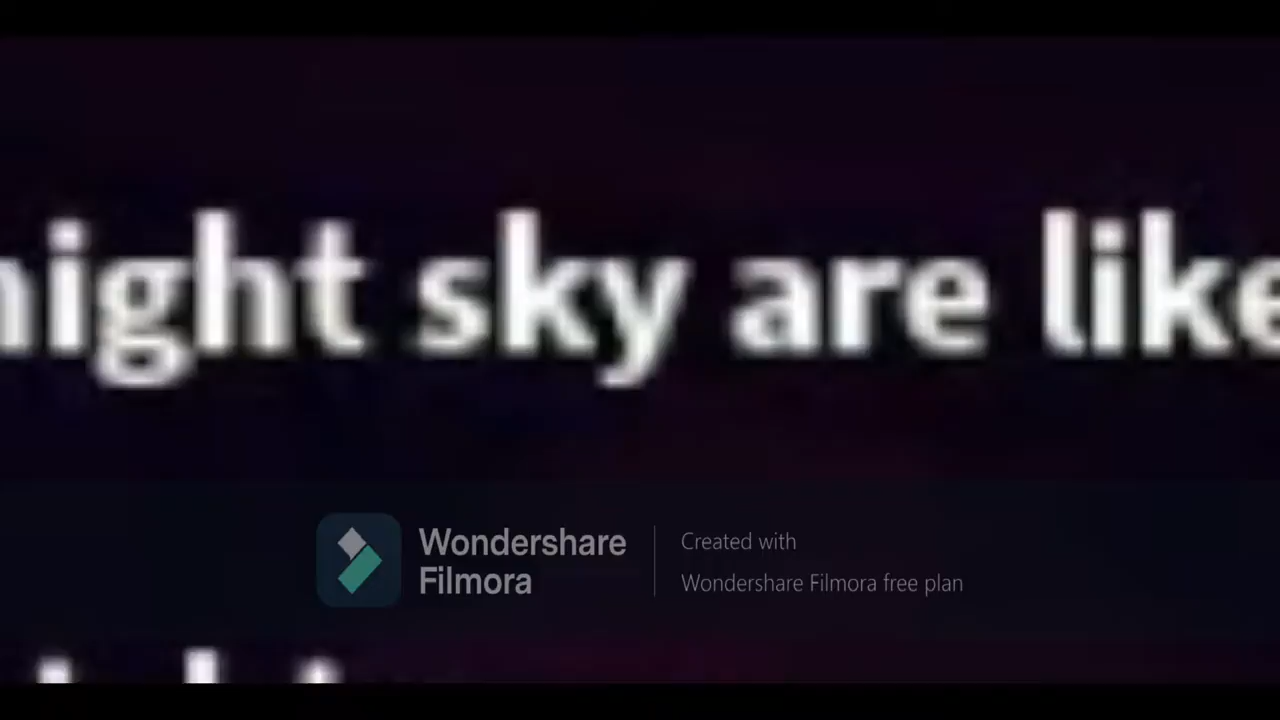 night sky are like
Wondershare
Filmora
Created with
Wondershare Filmora free plan